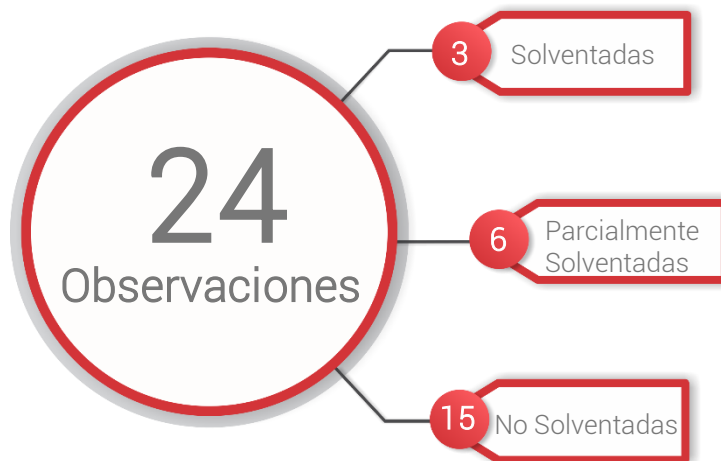 24
Observaciones
3
Solventadas
6
Parcialmente
Solventadas
15
No Solventadas